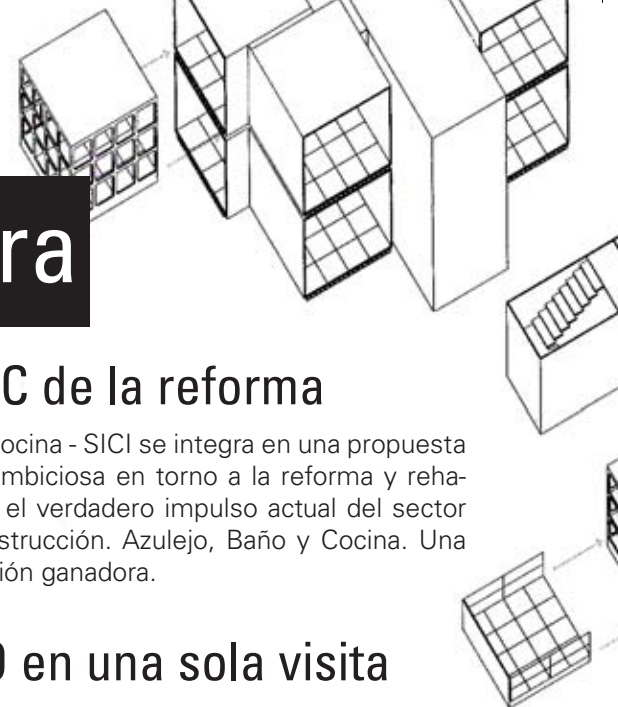 ra
C de la reforma
ocina - SICI se integra en una propuesta
mbiciosa en torno a la reforma y reha-
el verdadero impulso actual del sector
strucción. Azulejo, Baño y Cocina. Una
ión ganadora.
en una sola visita